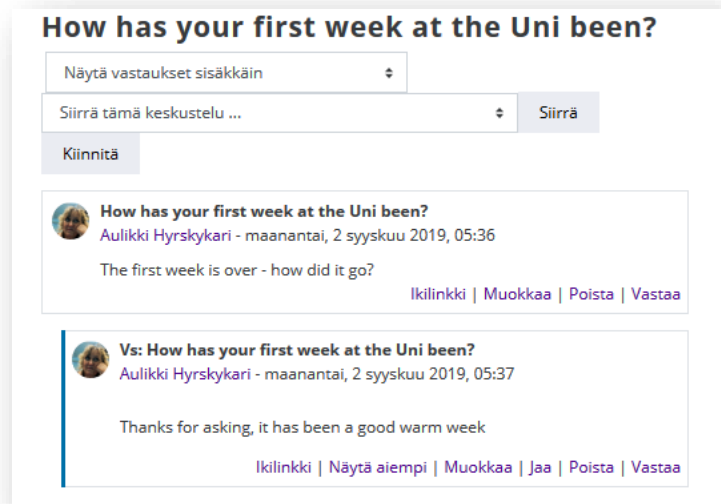 How has your first week at the Uni been?
Näytä vastaukset sisäkkäin
Siirrä tämä keskustelu ... Siirrä
Kiinnitä
How has your first week at the Uni been?
Aulikki Hyrskykari - maanantai, 2 syyskuu 2019, 05:36
The first week is over - how did it go?
Ikilinkki | Muokkaa | Poista | Vastaa
Vs: How has your first week at the Uni been?
Aulikki Hyrskykari - maanantai, 2 syyskuu 2019, 05:37
Thanks for asking, it has been a good warm week
Ikilinkki | Näytä aiempi | Muokkaa | Jaa | Poista | Vastaa